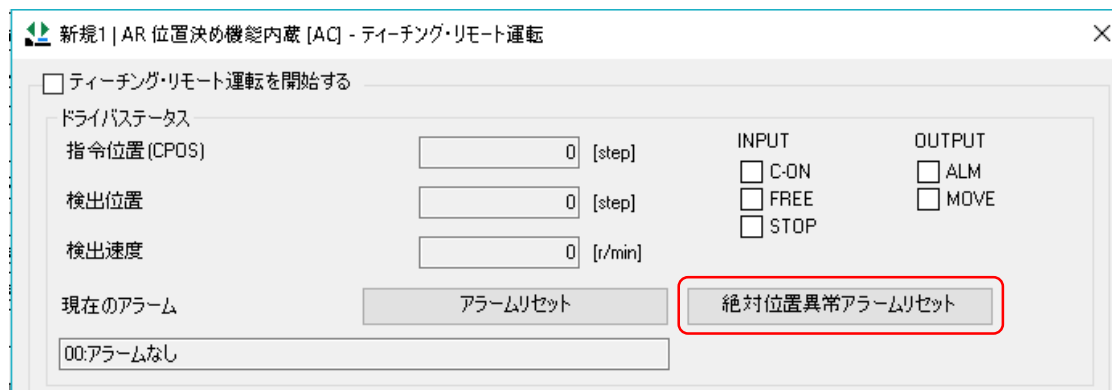 新規1 | AR 位置決め機能内蔵 [AC] - ティーチング・リモート運転
ティーチング・リモート運転を開始する
ドライバステータス
指令位置(CPOS) 0 [step]
検出位置 0 [step]
検出速度 0 [r/min]
INPUT
C-ON
FREE
STOP
OUTPUT
ALM
MOVE
現在のアラーム アラームリセット 絶対位置異常アラームリセット
00:アラームなし